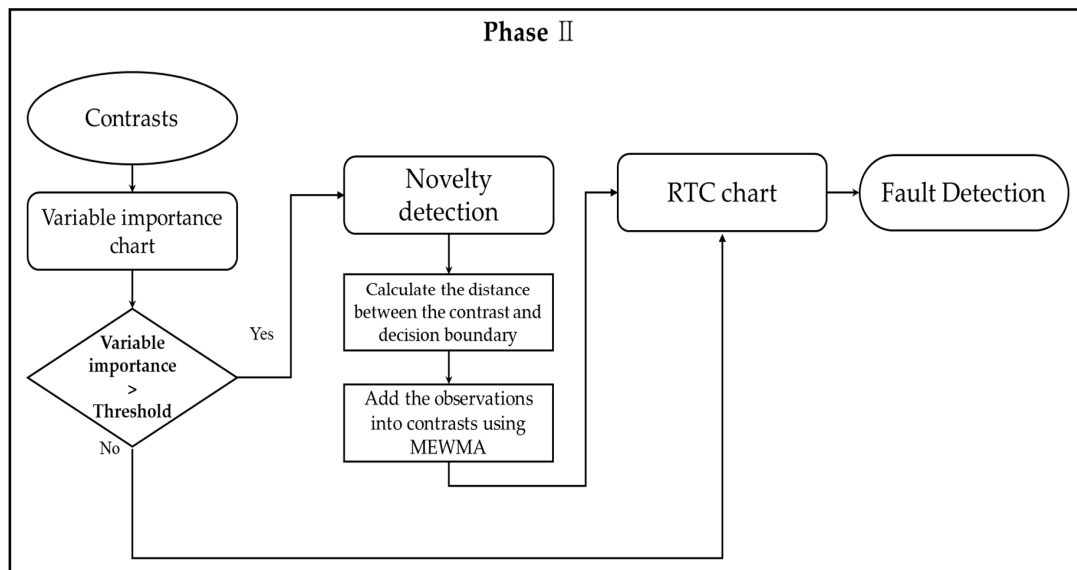 Phase Ⅱ
Contrasts
Variable importance
chart
Variable
importance
>
Threshold
Yes
No
Novelty
detection
Calculate the distance
between the contrast and
decision boundary
Add the observations
into contrasts using
MEWMA
RTC chart
Fault Detection